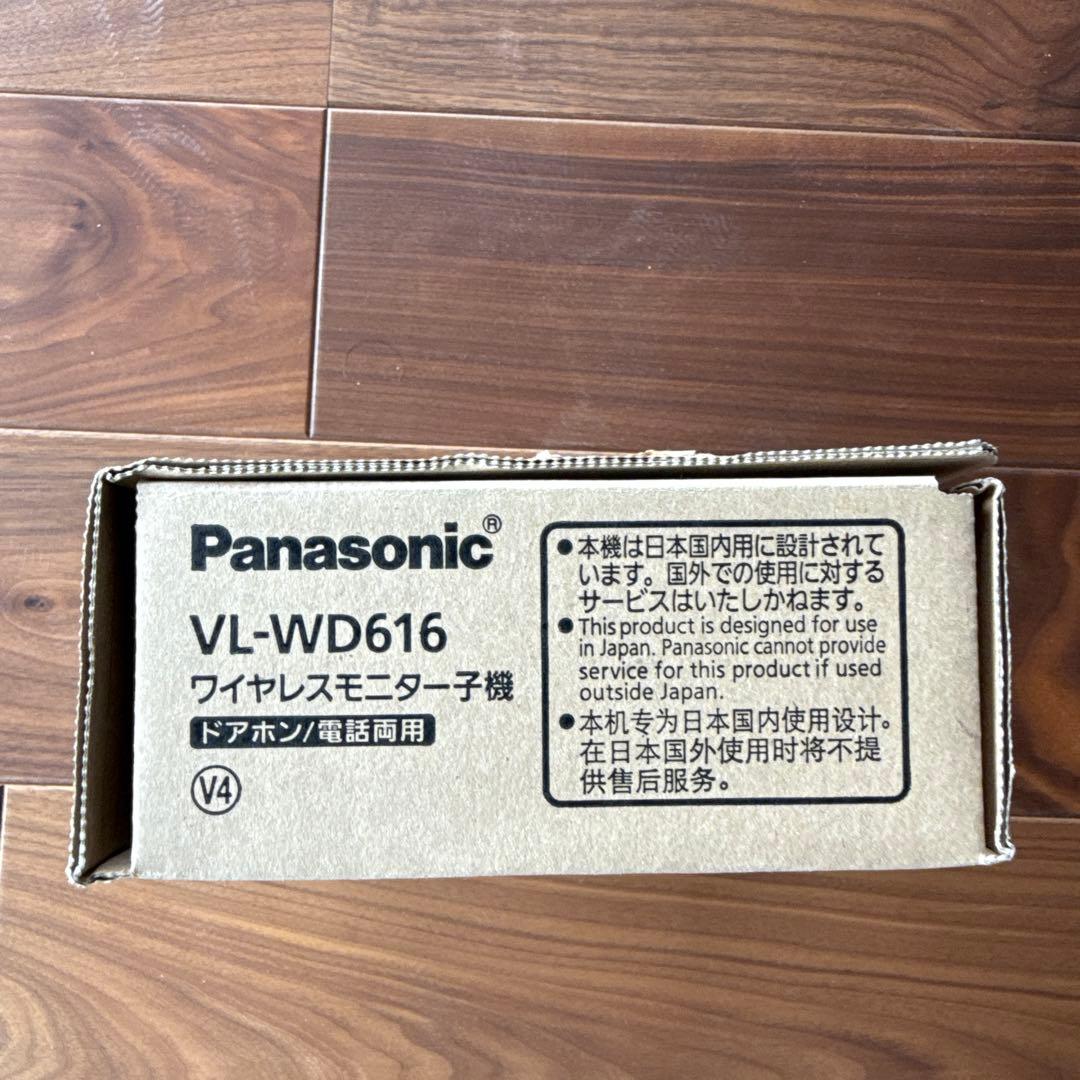 Panasonic®
VL-WD616
ワイヤレスモニター子機
ドアホン/電話両用
V4
●本機は日本国内用に設計されて
います。国外での使用に対する
サービスはいたしかねます。
●This product is designed for use
in Japan. Panasonic cannot provide
service for this product if used
outside Japan.
●本机专为日本国内使用设计。
在日本国外使用时将不提
供售后服务。